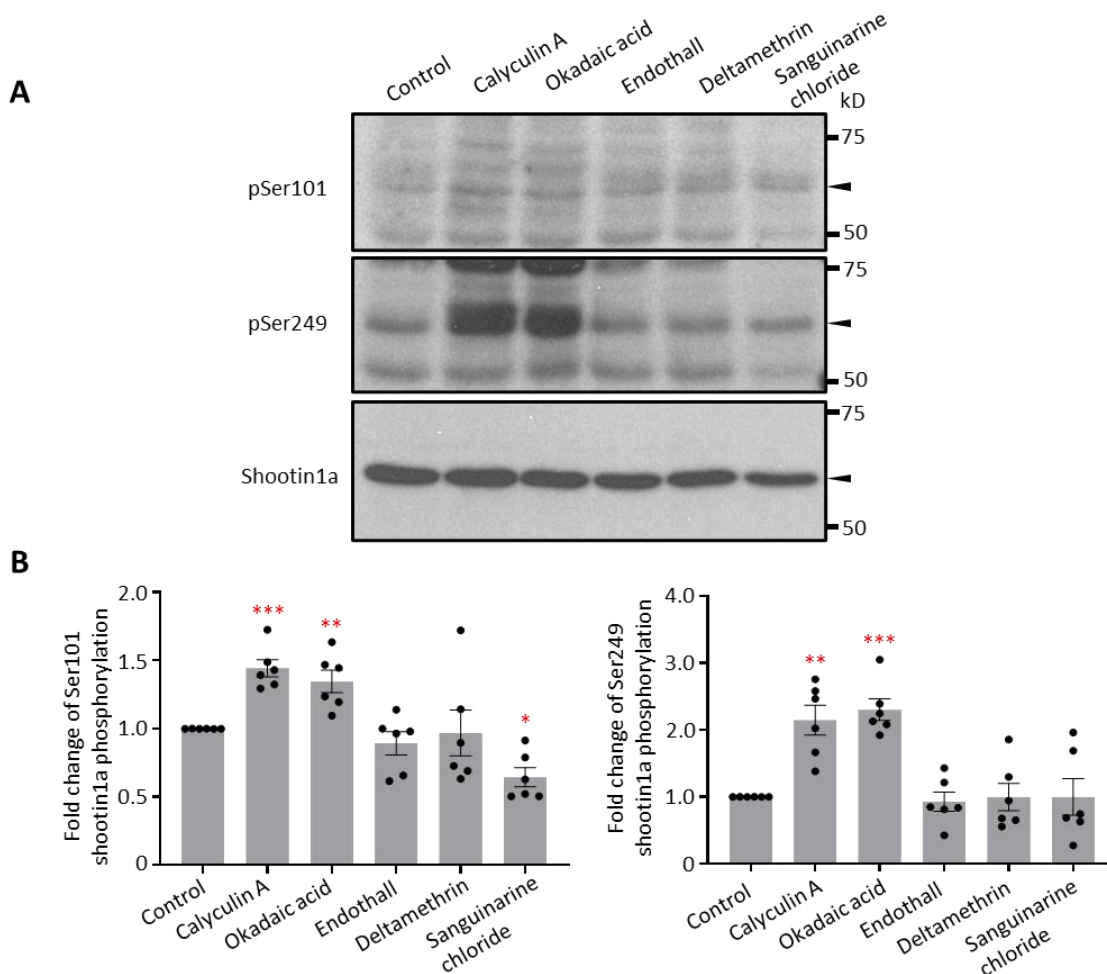 A
Control
Calyculin A
Okadaic acid
Endothall
Deltamethrin
Sanguinarine
chloride
kD
pSer101
75
50
pSer249
75
50
Shootin1a
75
50
B
Fold change of Ser101
shootin1a phosphorylation
2.0
1.5
1.0
0.5
0
***
**
*
Control
Calyculin A
Okadaic acid
Endothall
Deltamethrin
Sanguinarine
chloride
Fold change of Ser249
shootin1a phosphorylation
4.0
3.0
2.0
1.0
0.0
**
***
Control
Calyculin A
Okadaic acid
Endothall
Deltamethrin
Sanguinarine
chloride